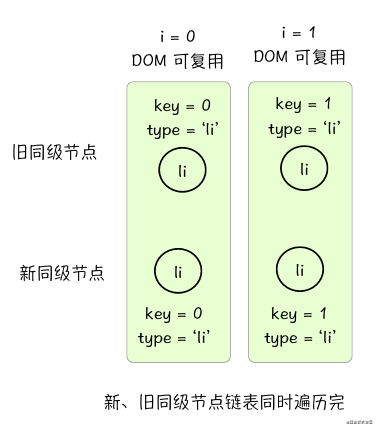 i = 0
DOM 可复用
i = 1
DOM 可复用
key = 0
type = ‘li’
key = 1
type = ‘li’
旧同级节点
li
li
新同级节点
li
li
key = 0
type = ‘li’
key = 1
type = ‘li’
新、旧同级节点链表同时遍历完